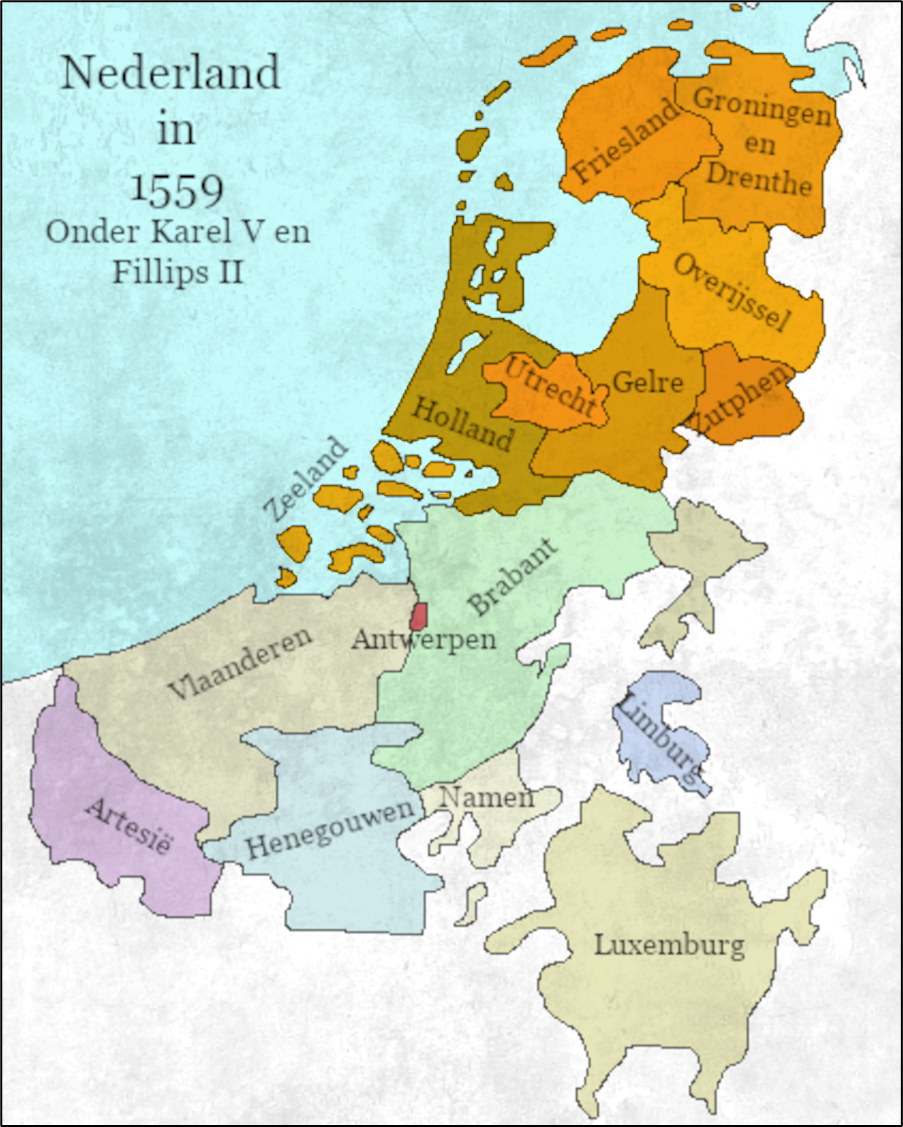 Nederland
in
1559
Onder Karel V en
Fillips II
Friesland
Groningen
en
Drenthe
Overijssel
Utrecht
Gelre
Zutphen
Holland
Zeeland
Brabant
Antwerpen
Vlaanderen
Limburg
Artesië
Henegouwen
Namen
Luxemburg